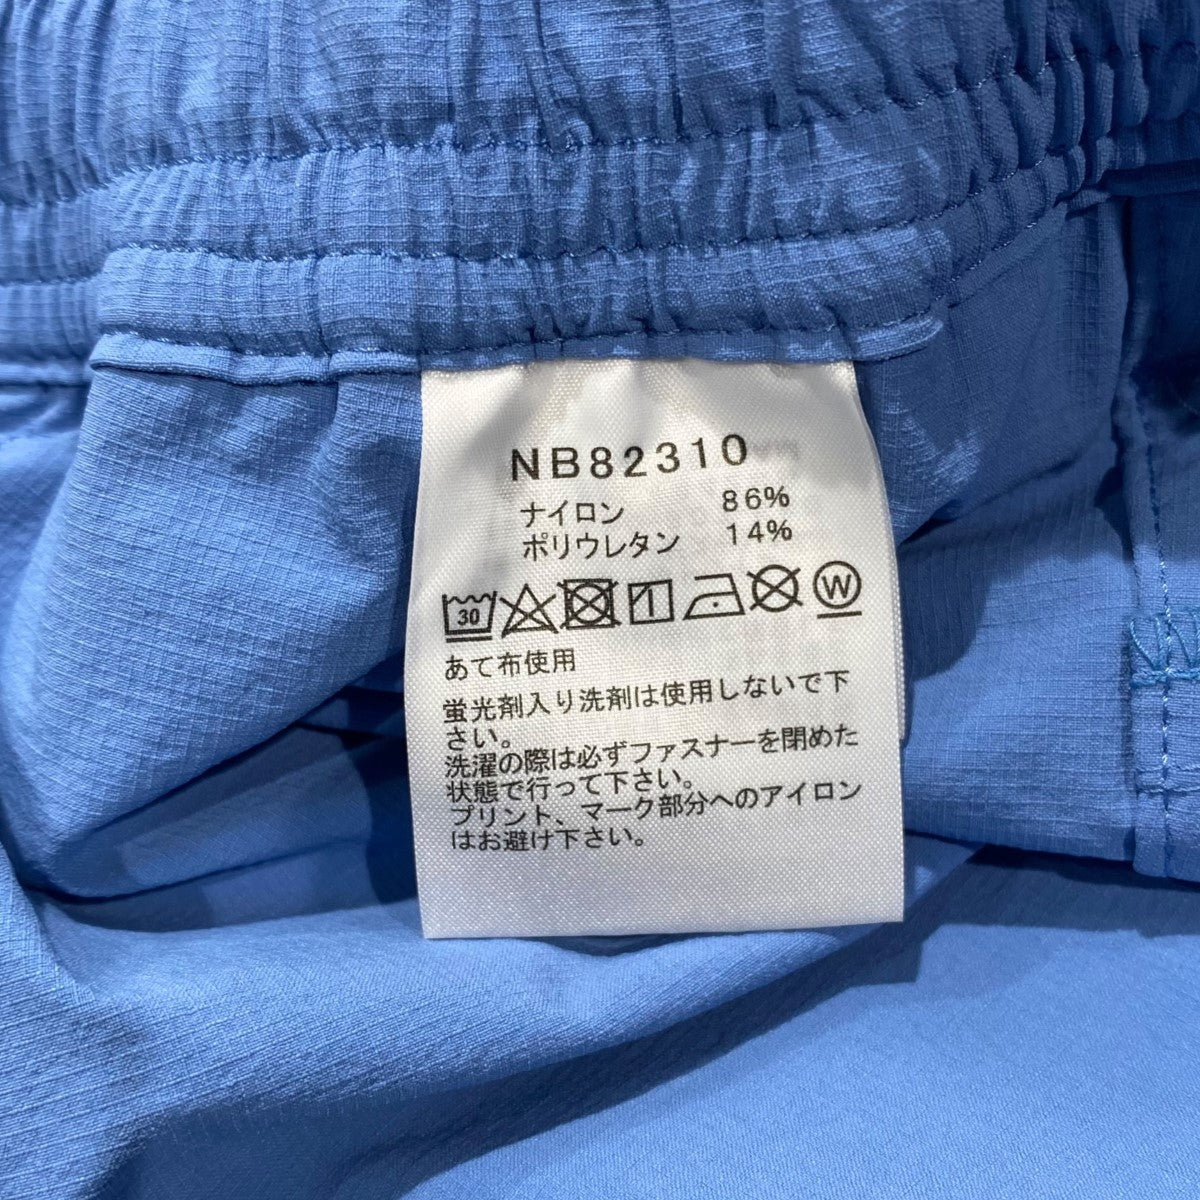 NB82310
ナイロン 86%
ポリウレタン 14%
30 W
あて布使用
蛍光剤入り洗剤は使用しないで下
さい。
洗濯の際は必ずファスナーを閉めた
状態で行って下さい。
プリント、マーク部分へのアイロン
はお避け下さい。